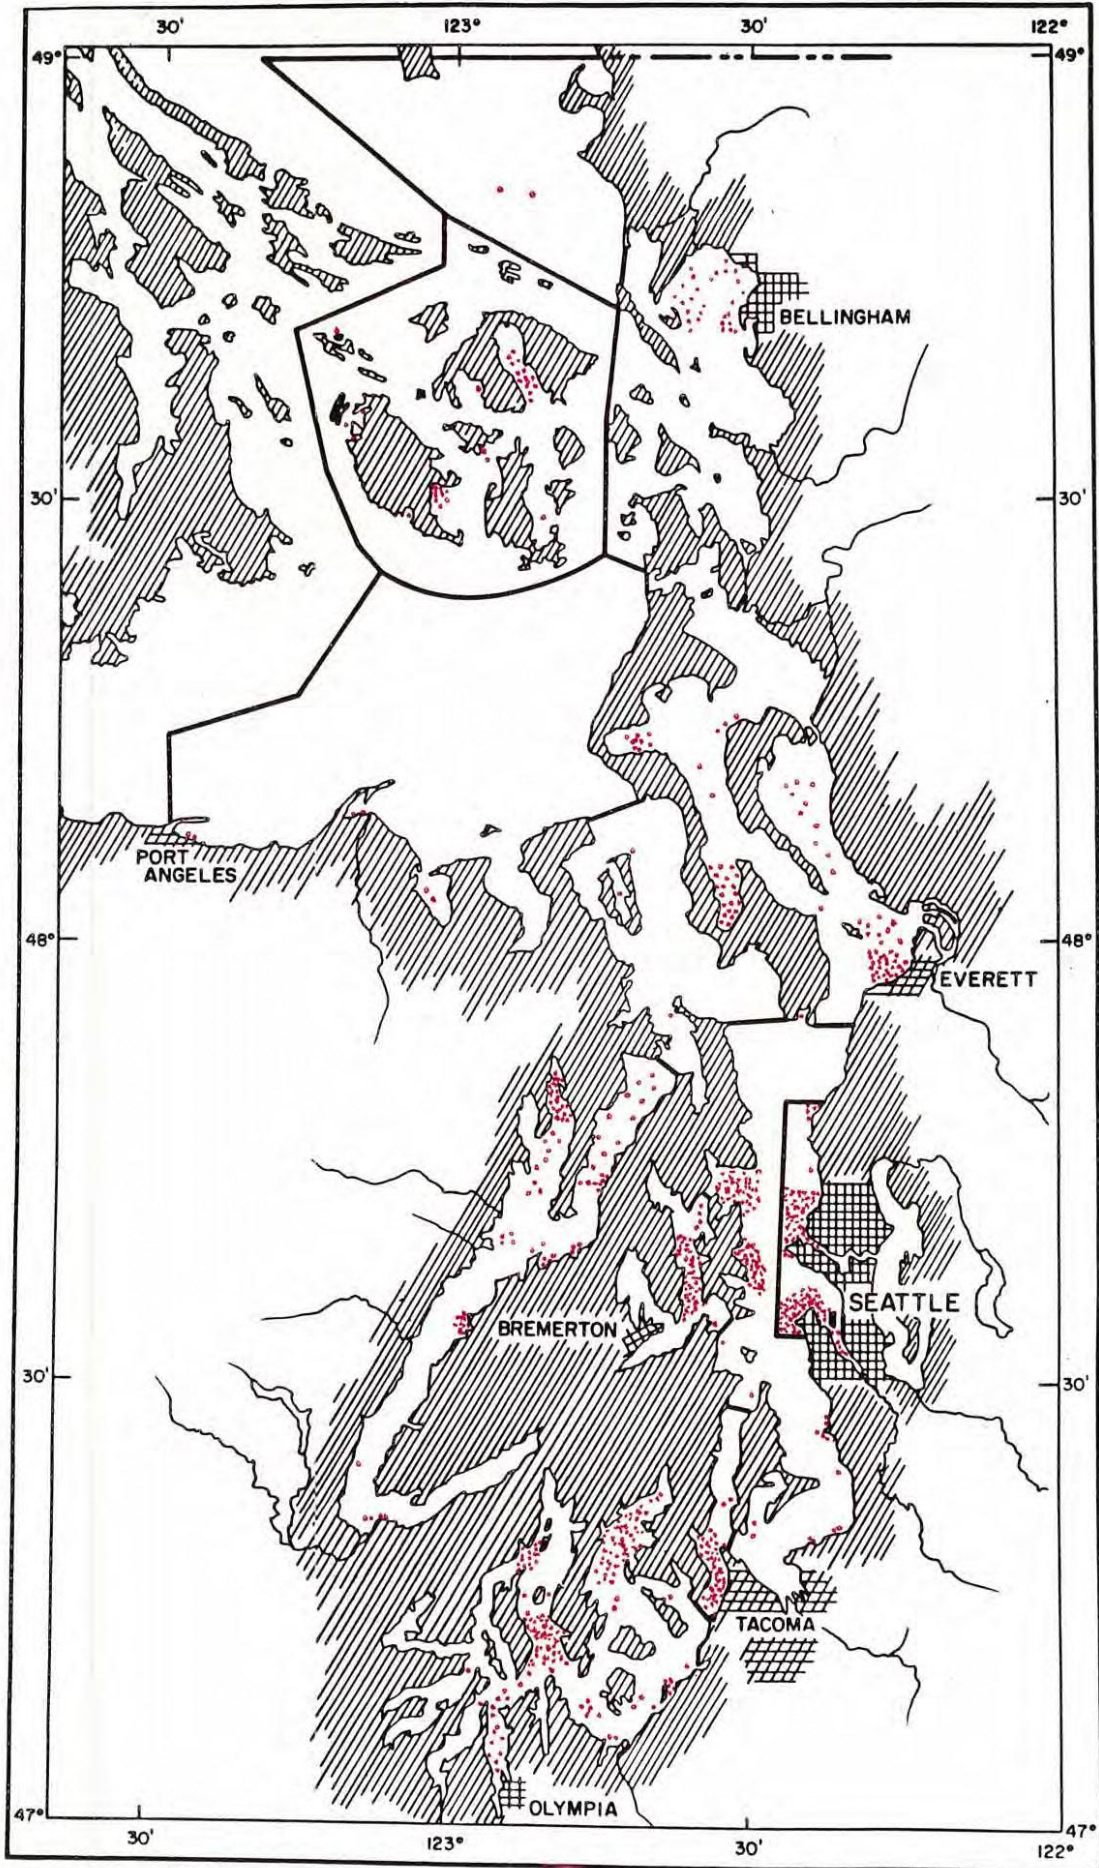 30' 123° 30' 122°
49° 49°
BELLINGHAM
30' 30'
PORT
ANGELES
48° 48°
EVERETT
SEATTLE
BREMERTON
30' 30'
TACOMA
OLYMPIA
47° 47°
30' 123° 30' 122°